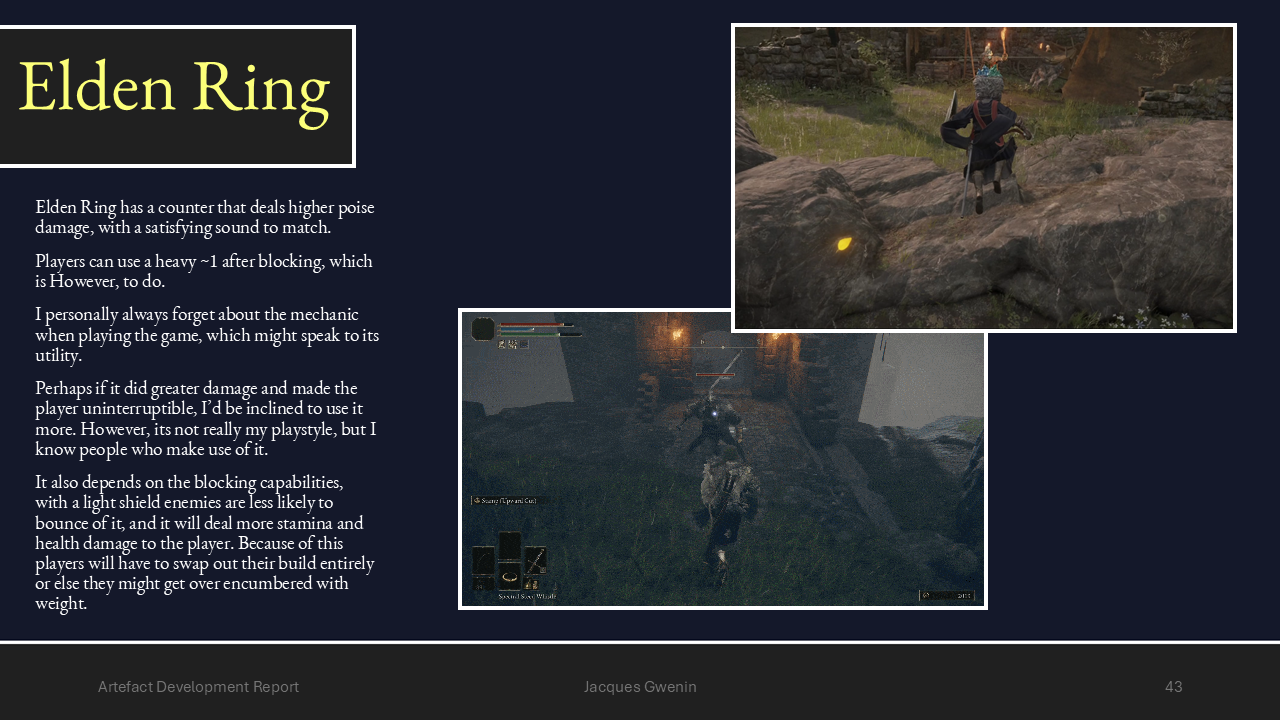 Elden Ring
Elden Ring has a counter that deals higher poise
damage, with a satisfying sound to match.
Players can use a heavy ~1 after blocking, which
is However, to do.
I personally always forget about the mechanic
when playing the game, which might speak to its
utility.
Perhaps if it did greater damage and made the
player uninterruptible, I’d be inclined to use it
more. However, its not really my playstyle, but I
know people who make use of it.
It also depends on the blocking capabilities,
with a light shield enemies are less likely to
bounce of it, and it will deal more stamina and
health damage to the player. Because of this
players will have to swap out their build entirely
or else they might get over encumbered with
weight.
Stamp (Upward Cut)
Spectral Steed Whistle
Artefact Development Report
Jacques Gwenin
43